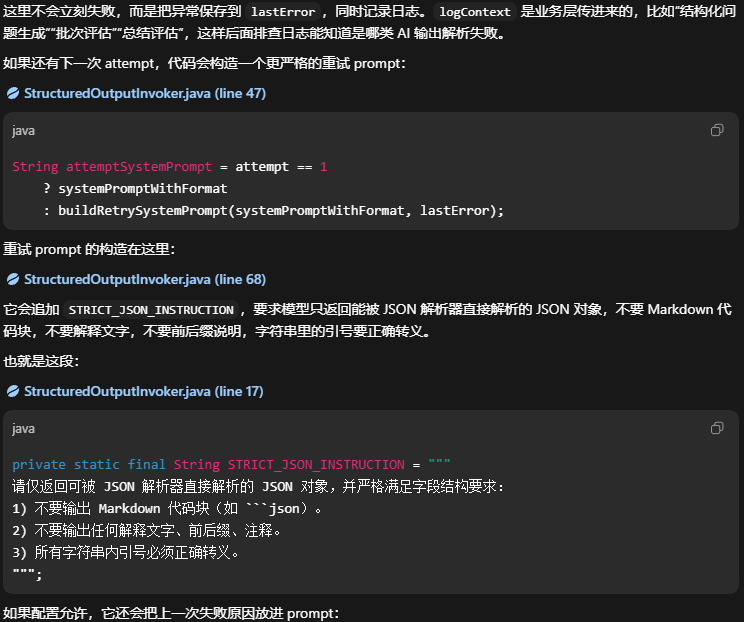 这里不会立刻失败，而是把异常保存到 lastError ，同时记录日志。 logContext 是业务层传进来的，比如“结构化问
题生成”“批次评估”“总结评估”，这样后面排查日志能知道是哪类 AI 输出解析失败。
如果还有下一次 attempt，代码会构造一个更严格的重试 prompt：
StructuredOutputInvoker.java (line 47)
java
String attemptSystemPrompt = attempt == 1
    ? systemPromptWithFormat
    : buildRetrySystemPrompt(systemPromptWithFormat, lastError);
重试 prompt 的构造在这里：
StructuredOutputInvoker.java (line 68)
它会追加 STRICT_JSON_INSTRUCTION ，要求模型只返回能被 JSON 解析器直接解析的 JSON 对象，不要 Markdown 代
码块，不要解释文字，不要前后缀说明，字符串里的引号要正确转义。
也就是这段：
StructuredOutputInvoker.java (line 17)
java
private static final String STRICT_JSON_INSTRUCTION = """
请仅返回可被 JSON 解析器直接解析的 JSON 对象，并严格满足字段结构要求：
1) 不要输出 Markdown 代码块（如 ```json）。
2) 不要输出任何解释文字、前后缀、注释。
3) 所有字符串内引号必须正确转义。
""";
如果配置允许，它还会把上一次失败原因放进 prompt：